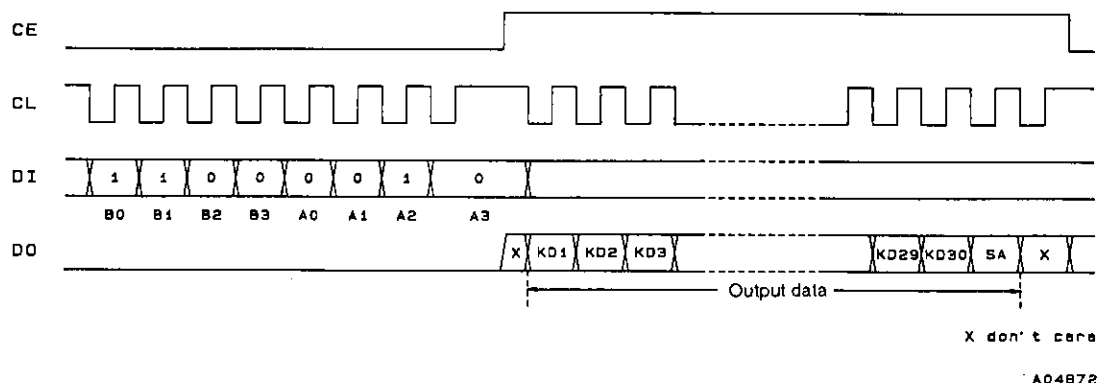 CE
CL
DI 1 1 0 0 0 0 1 0
B0 B1 B2 B3 A0 A1 A2 A3
DO X KD1 KD2 KD3 KD29 KD30 SA X
Output data
X don't care
A04872